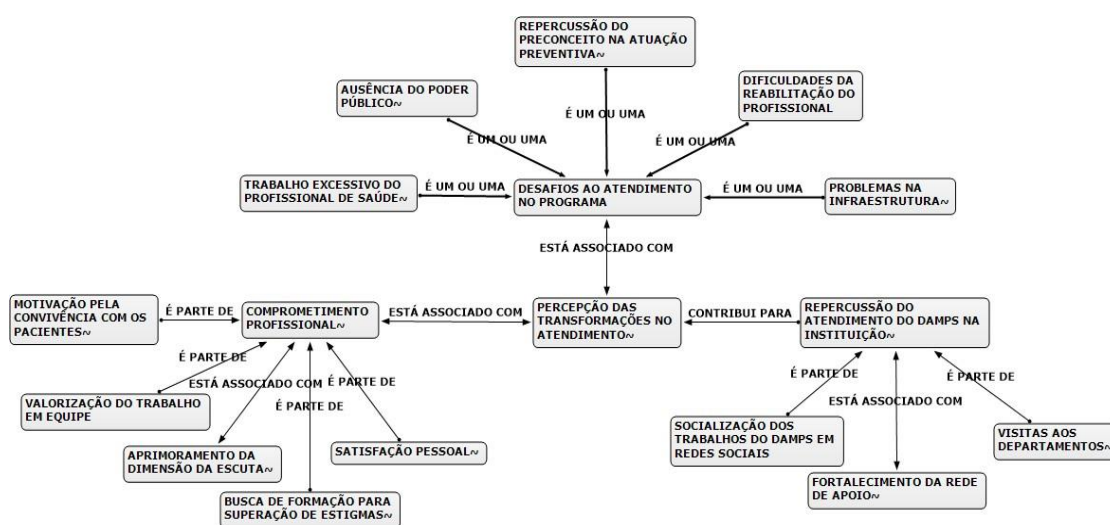 REPERCUSSÃO DO
PRECONCEITO NA ATUAÇÃO
PREVENTIVA~
AUSÊNCIA DO PODER
PÚBLICO~
DIFICULDADES DA
REABILITAÇÃO DO
PROFISSIONAL
É UM OU UMA
É UM OU UMA
É UM OU UMA
TRABALHO EXCESSIVO DO
PROFISSIONAL DE SAÚDE~
É UM OU UMA
DESAFIOS AO ATENDIMENTO
NO PROGRAMA
É UM OU UMA
PROBLEMAS NA
INFRAESTRUTURA~
ESTÁ ASSOCIADO COM
MOTIVAÇÃO PELA
CONVIVÊNCIA COM OS
PACIENTES~
É PARTE DE
COMPROMETIMENTO
PROFISSIONAL~
ESTÁ ASSOCIADO COM
PERCEPÇÃO DAS
TRANSFORMAÇÕES NO
ATENDIMENTO~
CONTRIBUI PARA
REPERCUSSÃO DO
ATENDIMENTO DO DAMPS NA
INSTITUIÇÃO~
É PARTE DE
ESTÁ ASSOCIADO COM
É PARTE DE
É PARTE DE
VALORIZAÇÃO DO TRABALHO
EM EQUIPE
APRIMORAMENTO DA
DIMENSÃO DA ESCUTA~
SATISFAÇÃO PESSOAL~
BUSCA DE FORMAÇÃO PARA
SUPERAÇÃO DE ESTIGMAS~
É PARTE DE
ESTÁ ASSOCIADO COM
É PARTE DE
SOCIALIZAÇÃO DOS
TRABALHOS DO DAMPS EM
REDES SOCIAIS
VISITAS AOS
DEPARTAMENTOS~
FORTALECIMENTO DA REDE
DE APOIO~